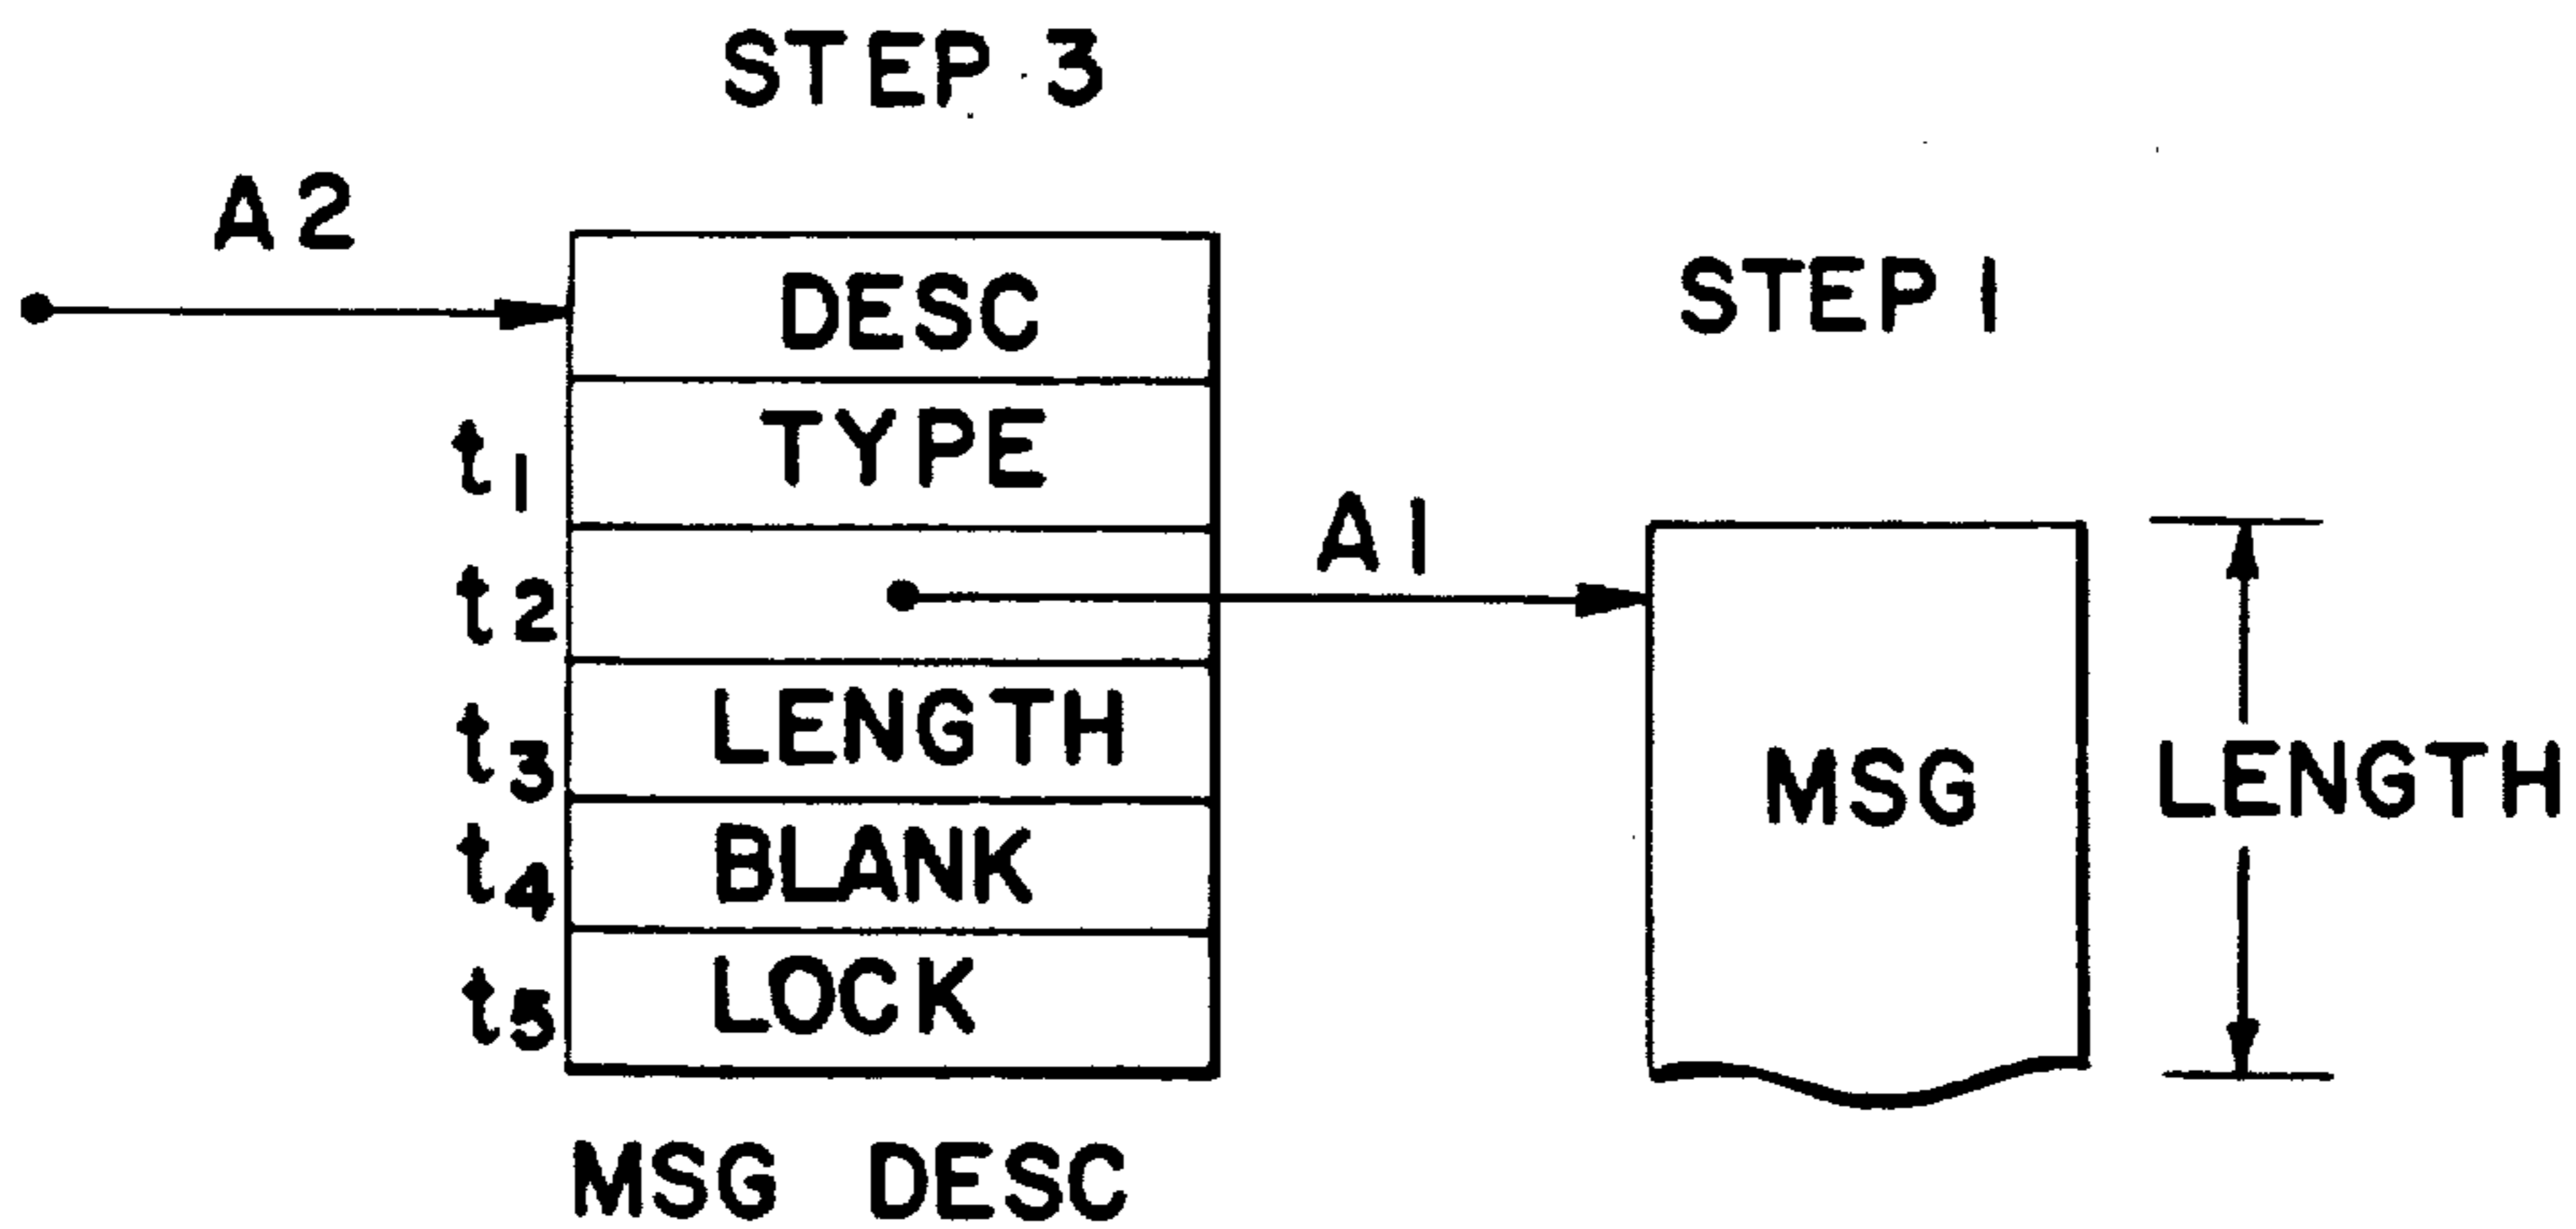 STEP 3
A2
DESC
STEP 1
t1 TYPE
A1
t2
t3 LENGTH
MSG
LENGTH
t4 BLANK
t5 LOCK
MSG DESC